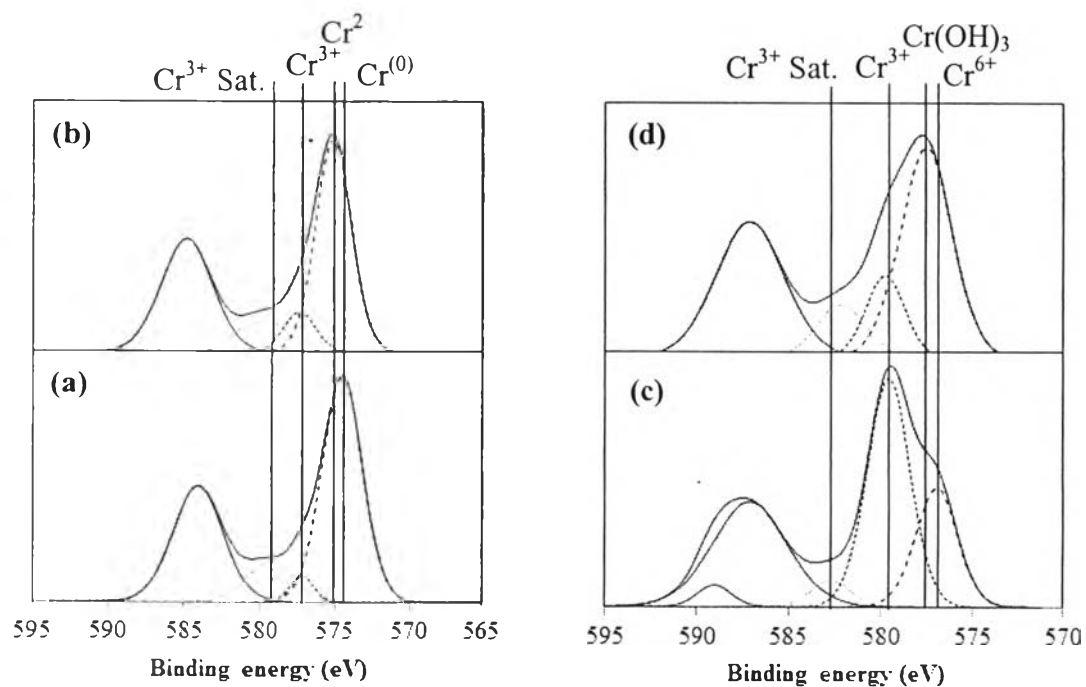 Cr²
Cr³⁺ Sat. Cr³⁺ Cr⁽⁰⁾
(b)
(a)
595 590 585 580 575 570 565
Binding energy (eV)
Cr(OH)₃
Cr³⁺ Sat. Cr³⁺ Cr⁶⁺
(d)
(c)
595 590 585 580 575 570
Binding energy (eV)